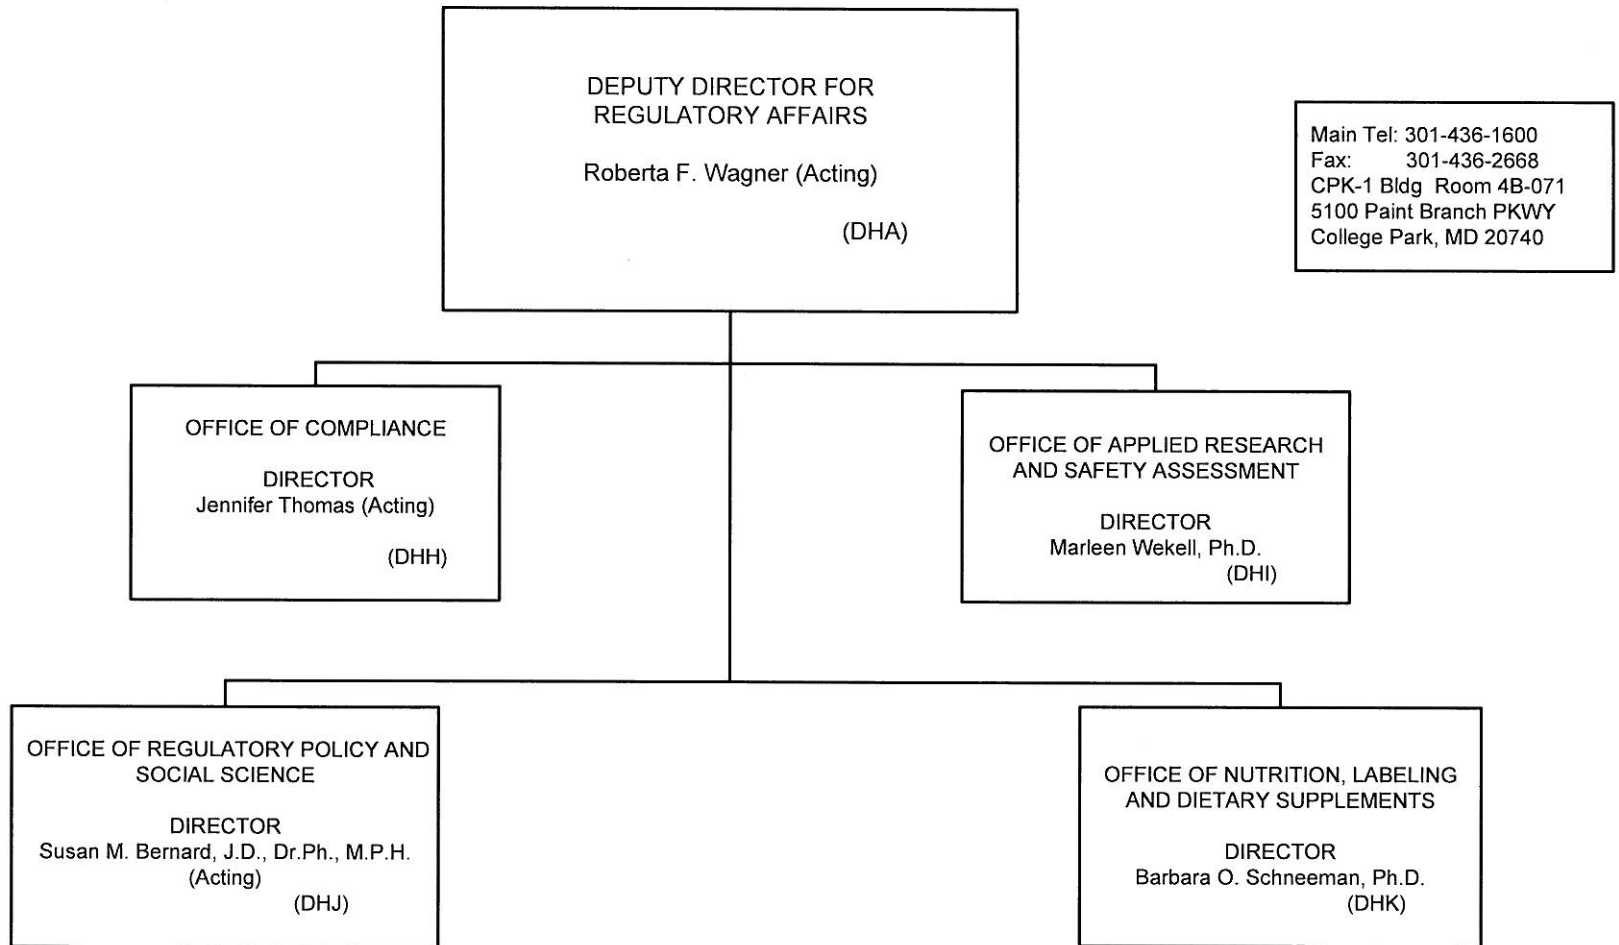 DEPUTY DIRECTOR FOR
REGULATORY AFFAIRS
Roberta F. Wagner (Acting)
(DHA)
Main Tel: 301-436-1600
Fax: 301-436-2668
CPK-1 Bldg Room 4B-071
5100 Paint Branch PKWY
College Park, MD 20740
OFFICE OF COMPLIANCE
DIRECTOR
Jennifer Thomas (Acting)
(DHH)
OFFICE OF APPLIED RESEARCH
AND SAFETY ASSESSMENT
DIRECTOR
Marleen Wekell, Ph.D.
(DHI)
OFFICE OF REGULATORY POLICY AND
SOCIAL SCIENCE
DIRECTOR
Susan M. Bernard, J.D., Dr.Ph., M.P.H.
(Acting)
(DHJ)
OFFICE OF NUTRITION, LABELING
AND DIETARY SUPPLEMENTS
DIRECTOR
Barbara O. Schneeman, Ph.D.
(DHK)